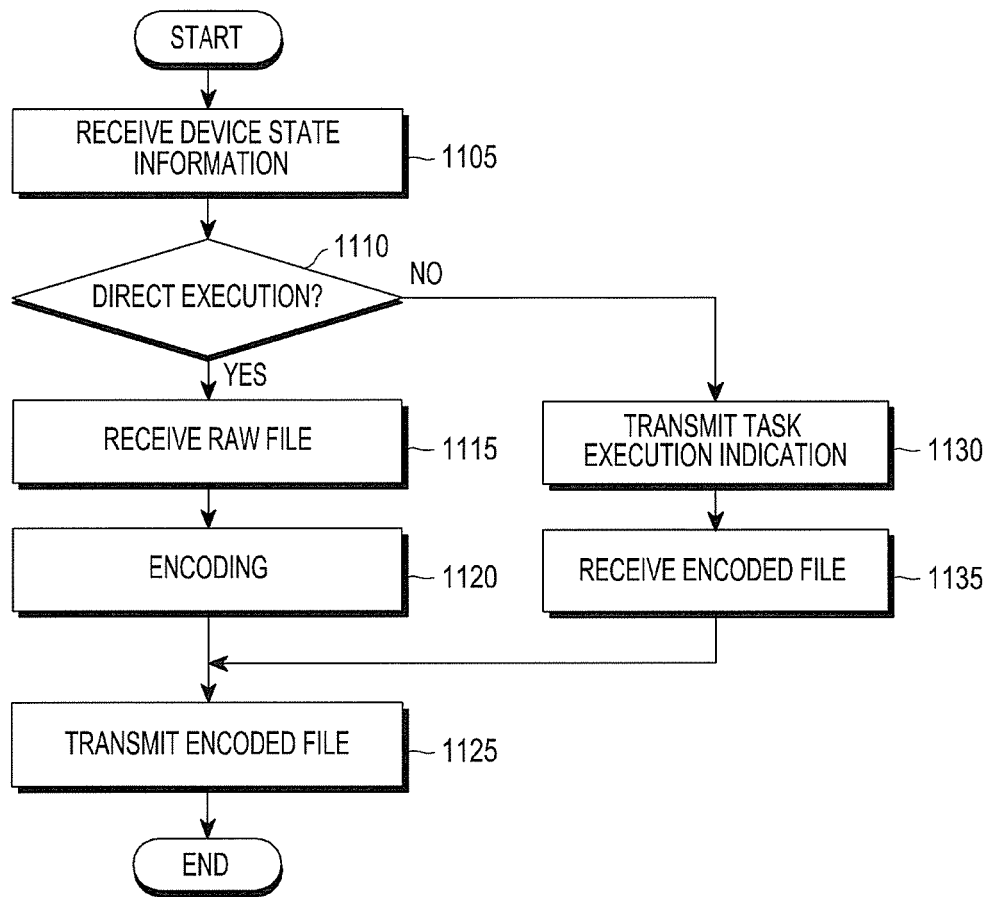 START
RECEIVE DEVICE STATE
INFORMATION
1105
1110
DIRECT EXECUTION?
NO
YES
RECEIVE RAW FILE
1115
TRANSMIT TASK
EXECUTION INDICATION
1130
ENCODING
1120
RECEIVE ENCODED FILE
1135
TRANSMIT ENCODED FILE
1125
END